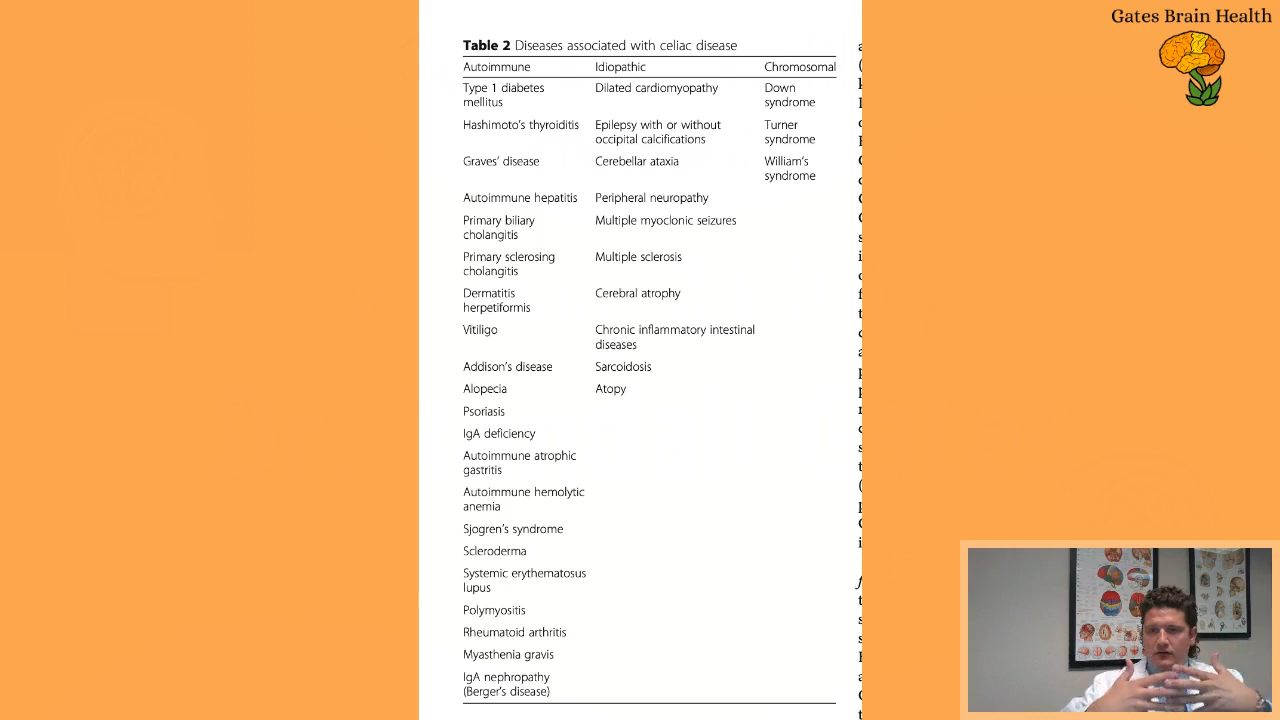 Gates Brain Health
Table 2 Diseases associated with celiac disease
Autoimmune Idiopathic Chromosomal
Type 1 diabetes Dilated cardiomyopathy Down
mellitus syndrome
Hashimoto's thyroiditis Epilepsy with or without Turner
occipital calcifications syndrome
Graves' disease Cerebellar ataxia William's
syndrome
Autoimmune hepatitis Peripheral neuropathy
Primary biliary Multiple myoclonic seizures
cholangitis
Primary sclerosing Multiple sclerosis
cholangitis
Dermatitis Cerebral atrophy
herpetiformis
Vitiligo Chronic inflammatory intestinal
diseases
Addison's disease Sarcoidosis
Alopecia Atopy
Psoriasis
IgA deficiency
Autoimmune atrophic
gastritis
Autoimmune hemolytic
anemia
Sjogren's syndrome
Scleroderma
Systemic erythematosus
lupus
Polymyositis
Rheumatoid arthritis
Myasthenia gravis
IgA nephropathy
(Berger's disease)